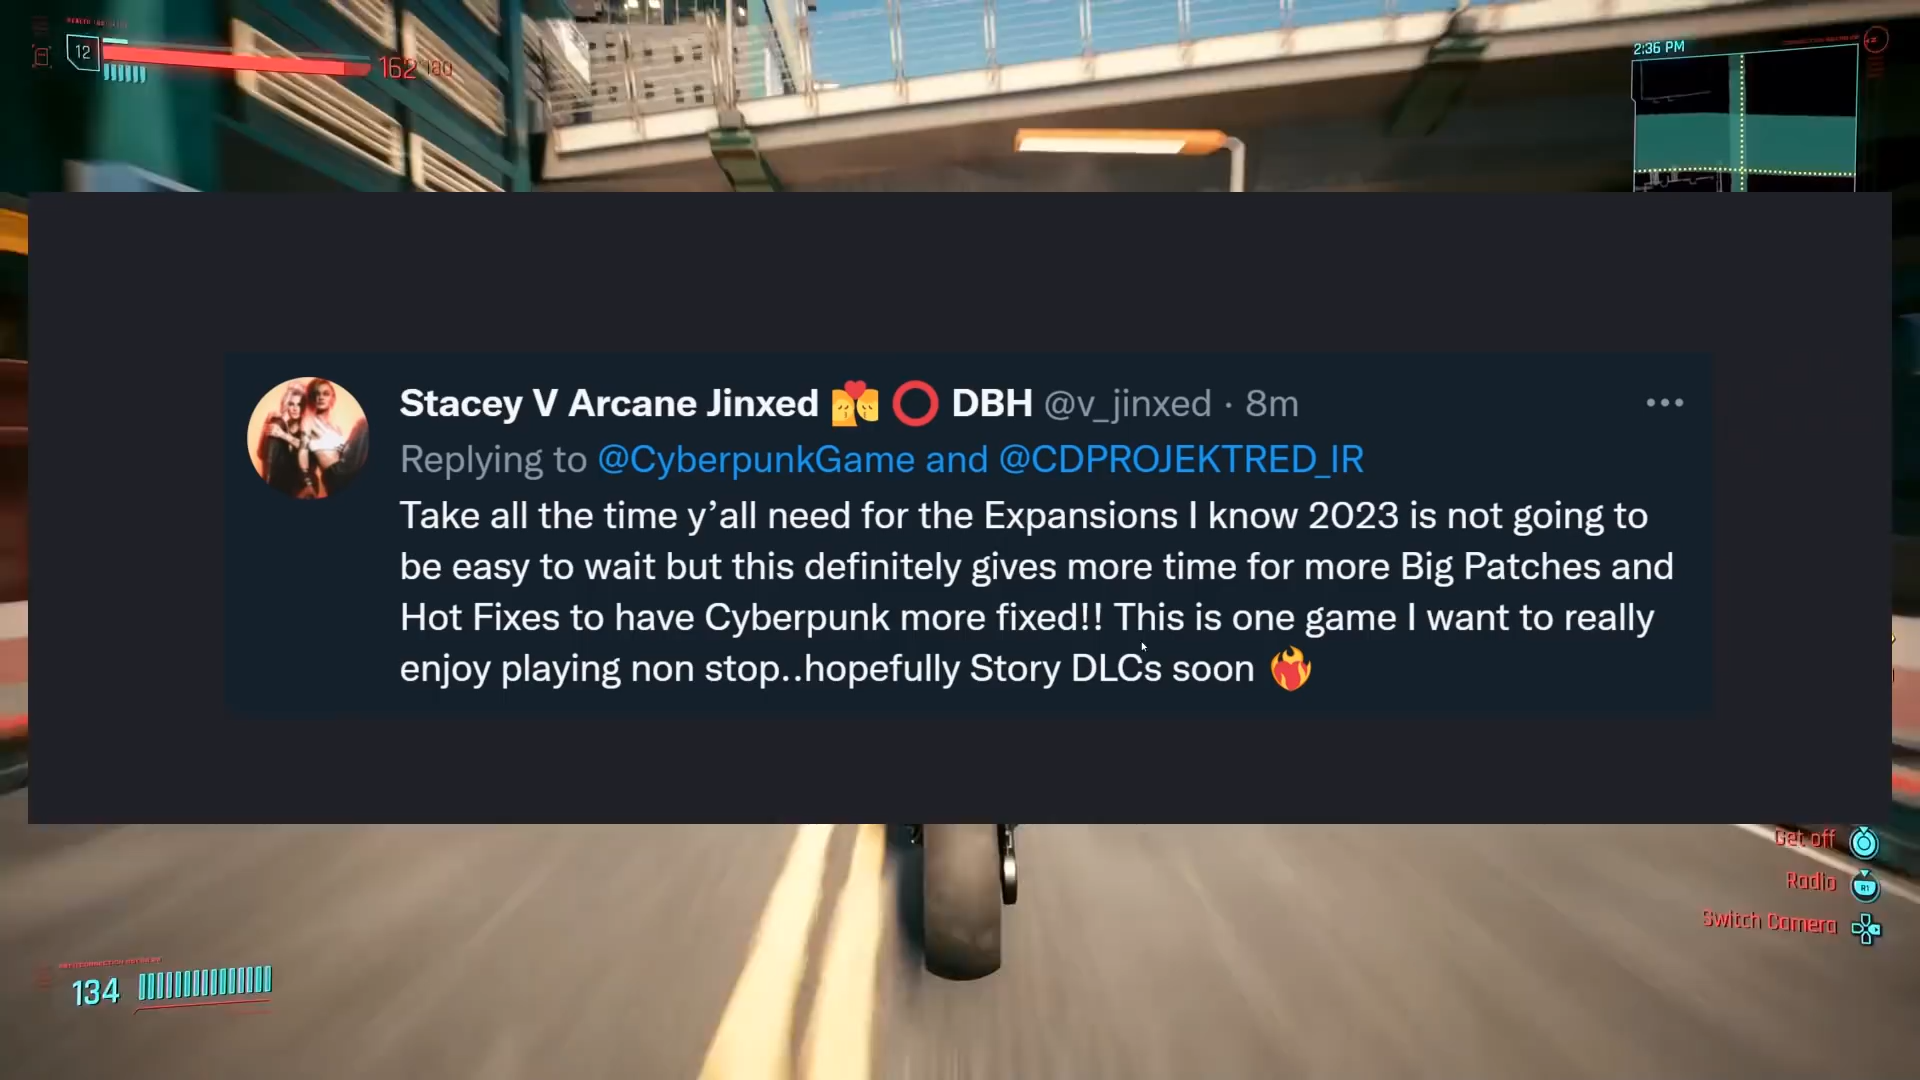 12
162 180
2:36 PM
Stacey V Arcane Jinxed 💏 ⭕ DBH @v_jinxed · 8m
Replying to @CyberpunkGame and @CDPROJEKTRED_IR
Take all the time y’all need for the Expansions I know 2023 is not going to
be easy to wait but this definitely gives more time for more Big Patches and
Hot Fixes to have Cyberpunk more fixed!! This is one game I want to really
enjoy playing non stop..hopefully Story DLCs soon ❤️‍🔥
Get off
Radio
R1
Switch Camera
134